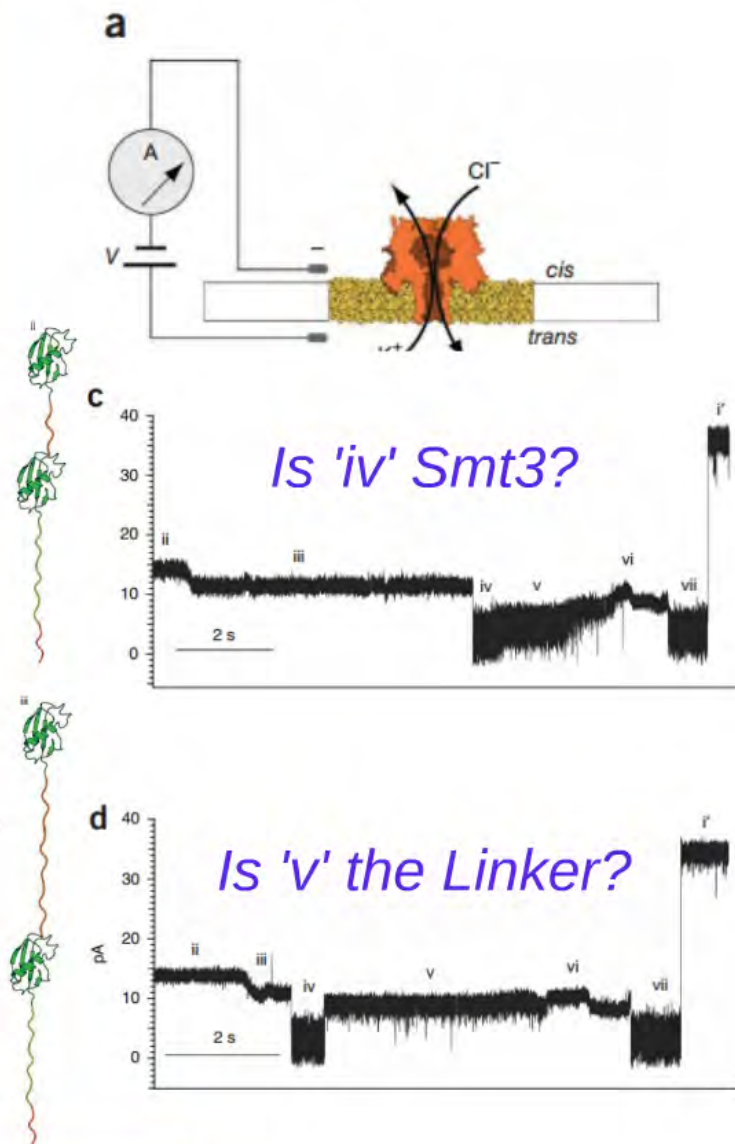 a
A
Cl⁻
V
−
cis
trans
ii
c
40
i'
Is 'iv' Smt3?
30
20
ii
iii
vi
10
iv
v
vii
0
2 s
iii
d
40
i'
Is 'v' the Linker?
30
pA
20
ii
iii
iv
v
vi
vii
10
2 s
0